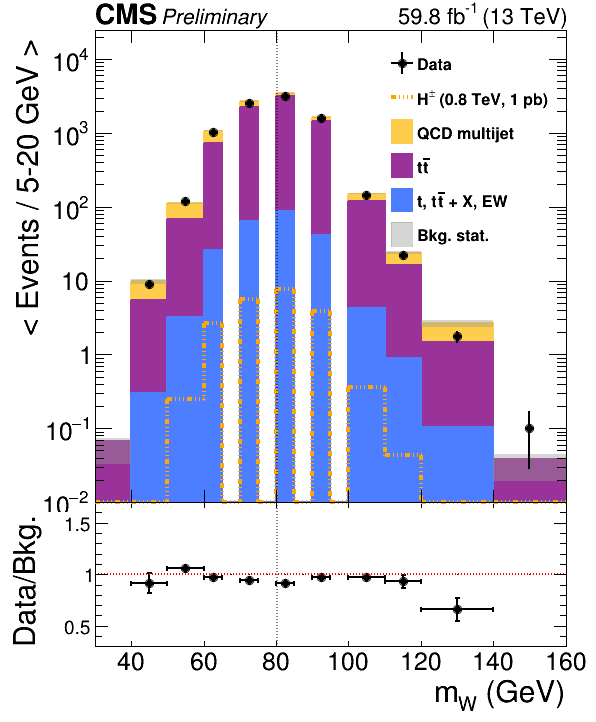 CMS Preliminary 59.8 fb⁻¹ (13 TeV)
< Events / 5-20 GeV >
10⁴
10³
10²
10
1
10⁻¹
10⁻²
Data
H± (0.8 TeV, 1 pb)
QCD multijet
tt̄
t, tt̄ + X, EW
Bkg. stat.
Data/Bkg.
1.5
1
0.5
40 60 80 100 120 140 160
m_W (GeV)